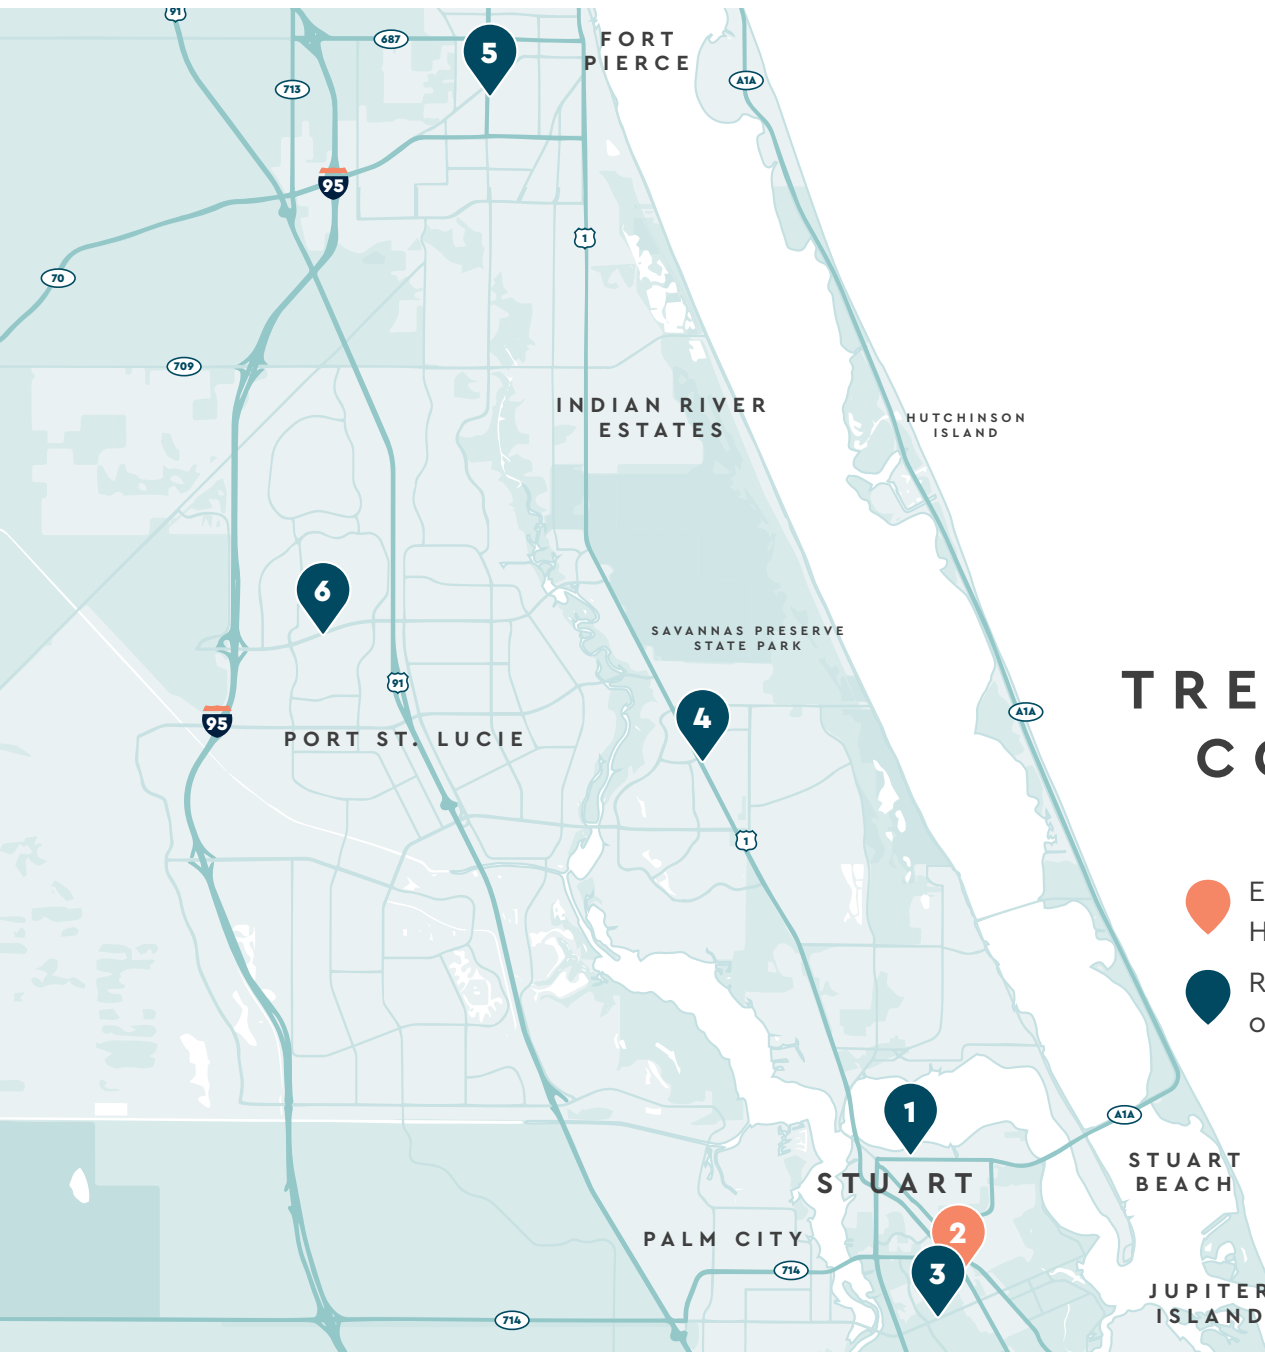 91
687
5
FORT
PIERCE
A1A
713
95
1
70
709
INDIAN RIVER
ESTATES
HUTCHINSON
ISLAND
6
SAVANNAS PRESERVE
STATE PARK
91
TRE
A1A
4
95
PORT ST. LUCIE
CO
1
E
H
R
o
1
A1A
STUART
BEACH
STUART
2
PALM CITY
714
3
JUPITER
ISLAND
714